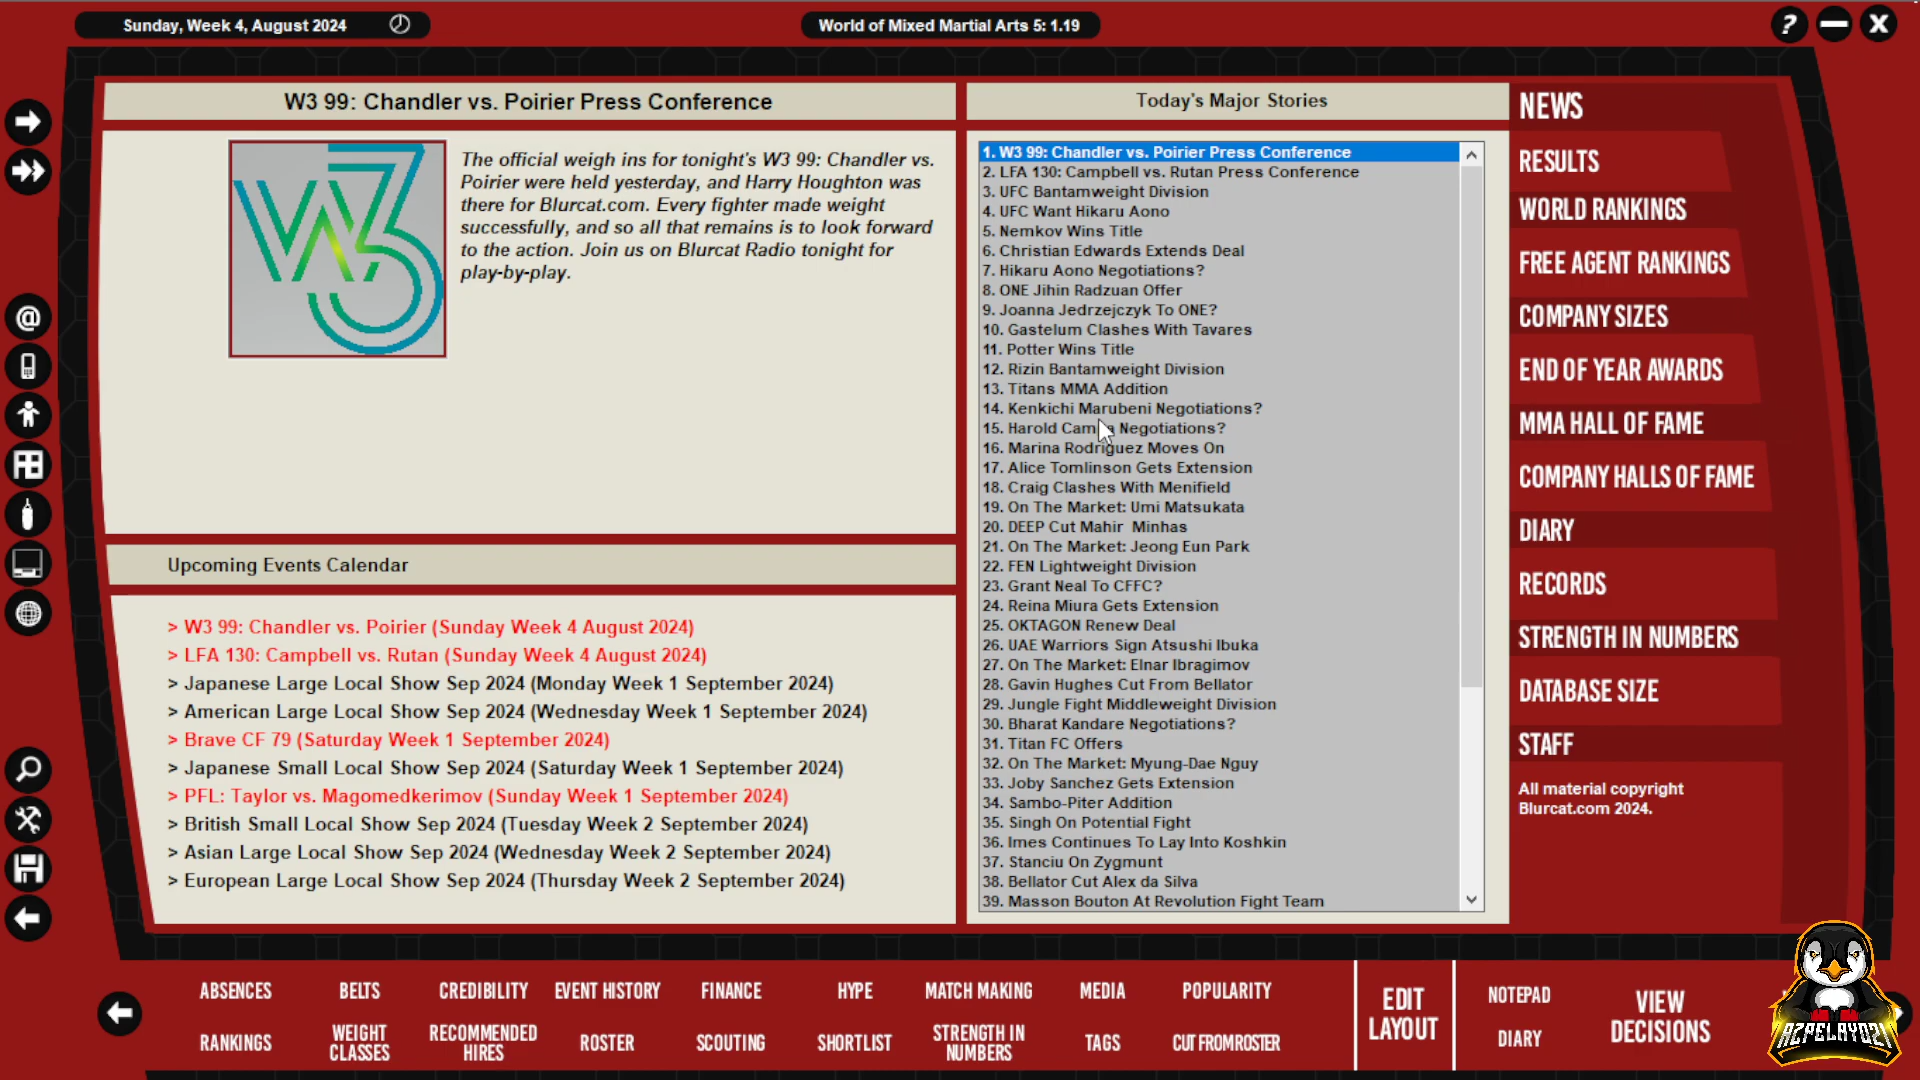 Sunday, Week 4, August 2024
World of Mixed Martial Arts 5: 1.19
?
X
W3 99: Chandler vs. Poirier Press Conference
W3
The official weigh ins for tonight's W3 99: Chandler vs.
Poirier were held yesterday, and Harry Houghton was
there for Blurcat.com. Every fighter made weight
successfully, and so all that remains is to look forward
to the action. Join us on Blurcat Radio tonight for
play-by-play.
Upcoming Events Calendar
> W3 99: Chandler vs. Poirier (Sunday Week 4 August 2024)
> LFA 130: Campbell vs. Rutan (Sunday Week 4 August 2024)
> Japanese Large Local Show Sep 2024 (Monday Week 1 September 2024)
> American Large Local Show Sep 2024 (Wednesday Week 1 September 2024)
> Brave CF 79 (Saturday Week 1 September 2024)
> Japanese Small Local Show Sep 2024 (Saturday Week 1 September 2024)
> PFL: Taylor vs. Magomedkerimov (Sunday Week 1 September 2024)
> British Small Local Show Sep 2024 (Tuesday Week 2 September 2024)
> Asian Large Local Show Sep 2024 (Wednesday Week 2 September 2024)
> European Large Local Show Sep 2024 (Thursday Week 2 September 2024)
Today's Major Stories
1. W3 99: Chandler vs. Poirier Press Conference
2. LFA 130: Campbell vs. Rutan Press Conference
3. UFC Bantamweight Division
4. UFC Want Hikaru Aono
5. Nemkov Wins Title
6. Christian Edwards Extends Deal
7. Hikaru Aono Negotiations?
8. ONE Jihin Radzuan Offer
9. Joanna Jedrzejczyk To ONE?
10. Gastelum Clashes With Tavares
11. Potter Wins Title
12. Rizin Bantamweight Division
13. Titans MMA Addition
14. Kenkichi Marubeni Negotiations?
15. Harold Negotiations?
16. Marina Rodriguez Moves On
17. Alice Tomlinson Gets Extension
18. Craig Clashes With Menifield
19. On The Market: Umi Matsukata
20. DEEP Cut Mahir Minhas
21. On The Market: Jeong Eun Park
22. FEN Lightweight Division
23. Grant Neal To CFFC?
24. Reina Miura Gets Extension
25. OKTAGON Renew Deal
26. UAE Warriors Sign Atsushi Ibuka
27. On The Market: Elnar Ibragimov
28. Gavin Hughes Cut From Bellator
29. Jungle Fight Middleweight Division
30. Bharat Kandare Negotiations?
31. Titan FC Offers
32. On The Market: Myung-Dae Nguy
33. Joby Sanchez Gets Extension
34. Sambo-Piter Addition
35. Singh On Potential Fight
36. Imes Continues To Lay Into Koshkin
37. Stanciu On Zygmunt
38. Bellator Cut Alex da Silva
39. Masson Bouton At Revolution Fight Team
NEWS
RESULTS
WORLD RANKINGS
FREE AGENT RANKINGS
COMPANY SIZES
END OF YEAR AWARDS
MMA HALL OF FAME
COMPANY HALLS OF FAME
DIARY
RECORDS
STRENGTH IN NUMBERS
DATABASE SIZE
STAFF
All material copyright
Blurcat.com 2024.
@
ABSENCES BELTS CREDIBILITY EVENT HISTORY FINANCE HYPE MATCH MAKING MEDIA POPULARITY
RANKINGS WEIGHT CLASSES RECOMMENDED HIRES ROSTER SCOUTING SHORTLIST STRENGTH IN NUMBERS TAGS CUT FROM ROSTER
EDIT LAYOUT
NOTEPAD
DIARY
VIEW DECISIONS
AZPELAYO21